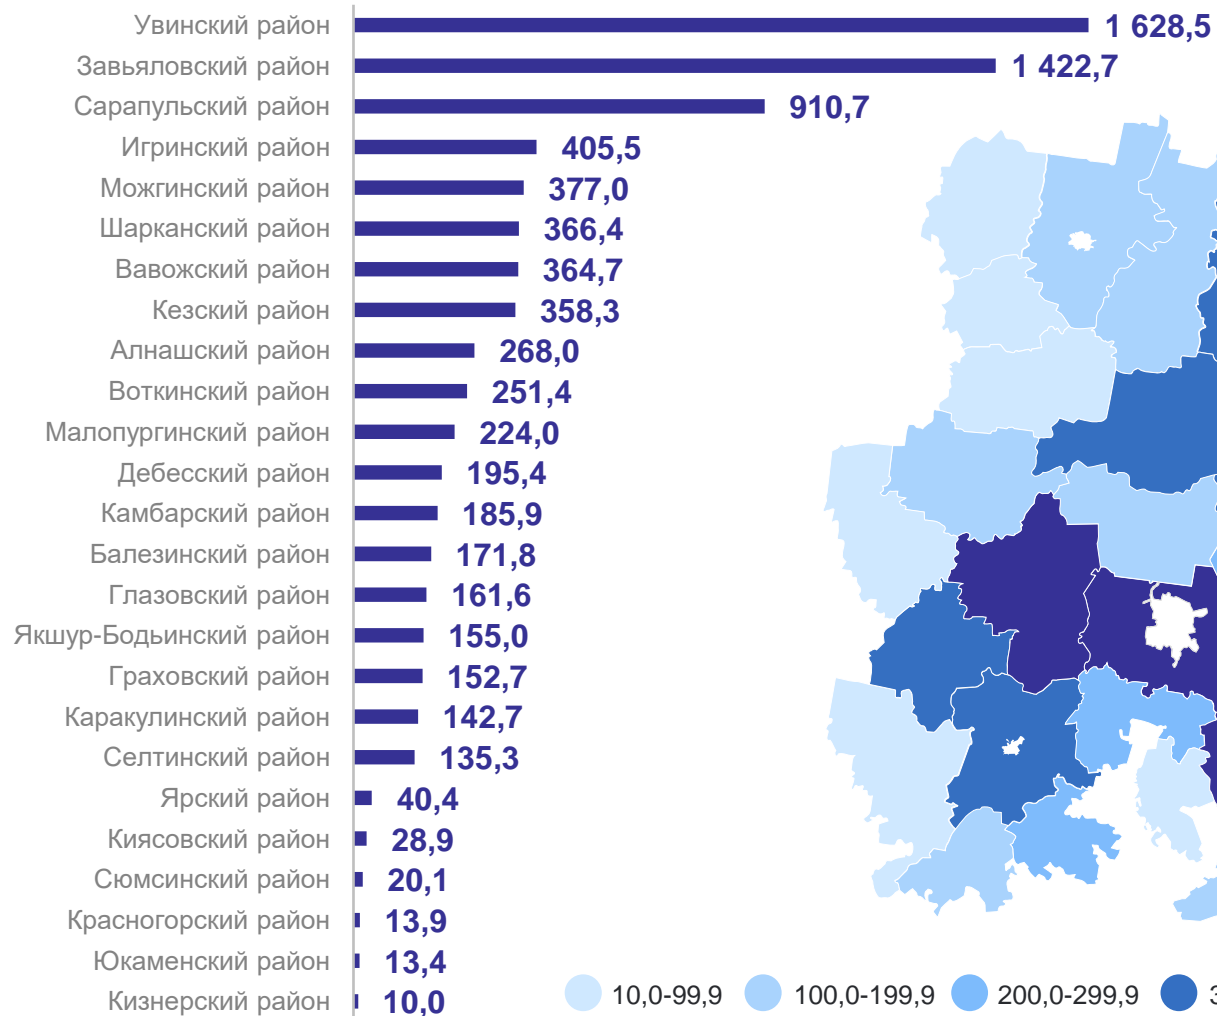 Увинский район 1 628,5
Завьяловский район 1 422,7
Сарапульский район 910,7
Игринский район 405,5
Можгинский район 377,0
Шарканский район 366,4
Вавожский район 364,7
Кезский район 358,3
Алнашский район 268,0
Воткинский район 251,4
Малопургинский район 224,0
Дебесский район 195,4
Камбарский район 185,9
Балезинский район 171,8
Глазовский район 161,6
Якшур-Бодьинский район 155,0
Граховский район 152,7
Каракулинский район 142,7
Селтинский район 135,3
Ярский район 40,4
Киясовский район 28,9
Сюмсинский район 20,1
Красногорский район 13,9
Юкаменский район 13,4
Кизнерский район 10,0
10,0-99,9 100,0-199,9 200,0-299,9